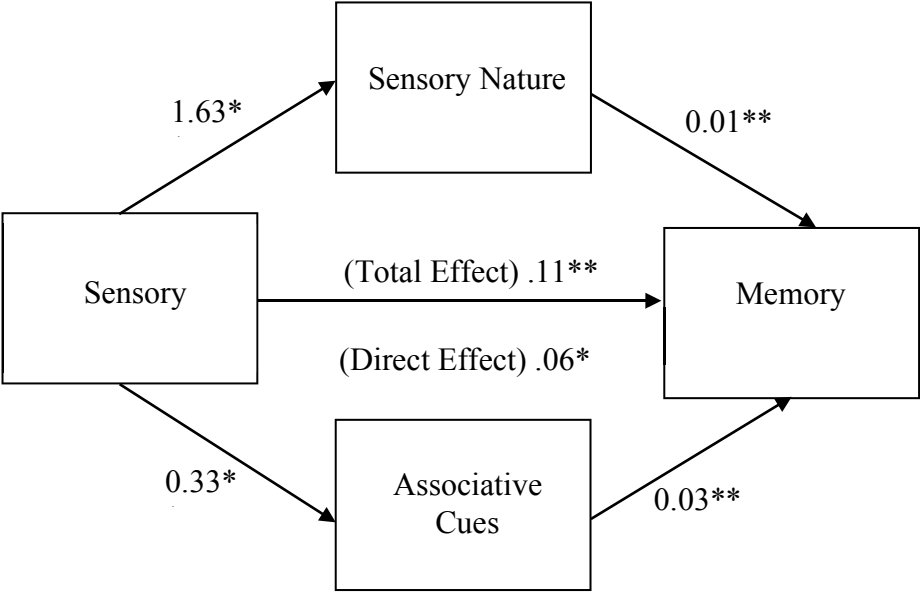 Sensory Nature
1.63*
0.01**
(Total Effect) .11**
Sensory
Memory
(Direct Effect) .06*
0.33*
Associative
Cues
0.03**